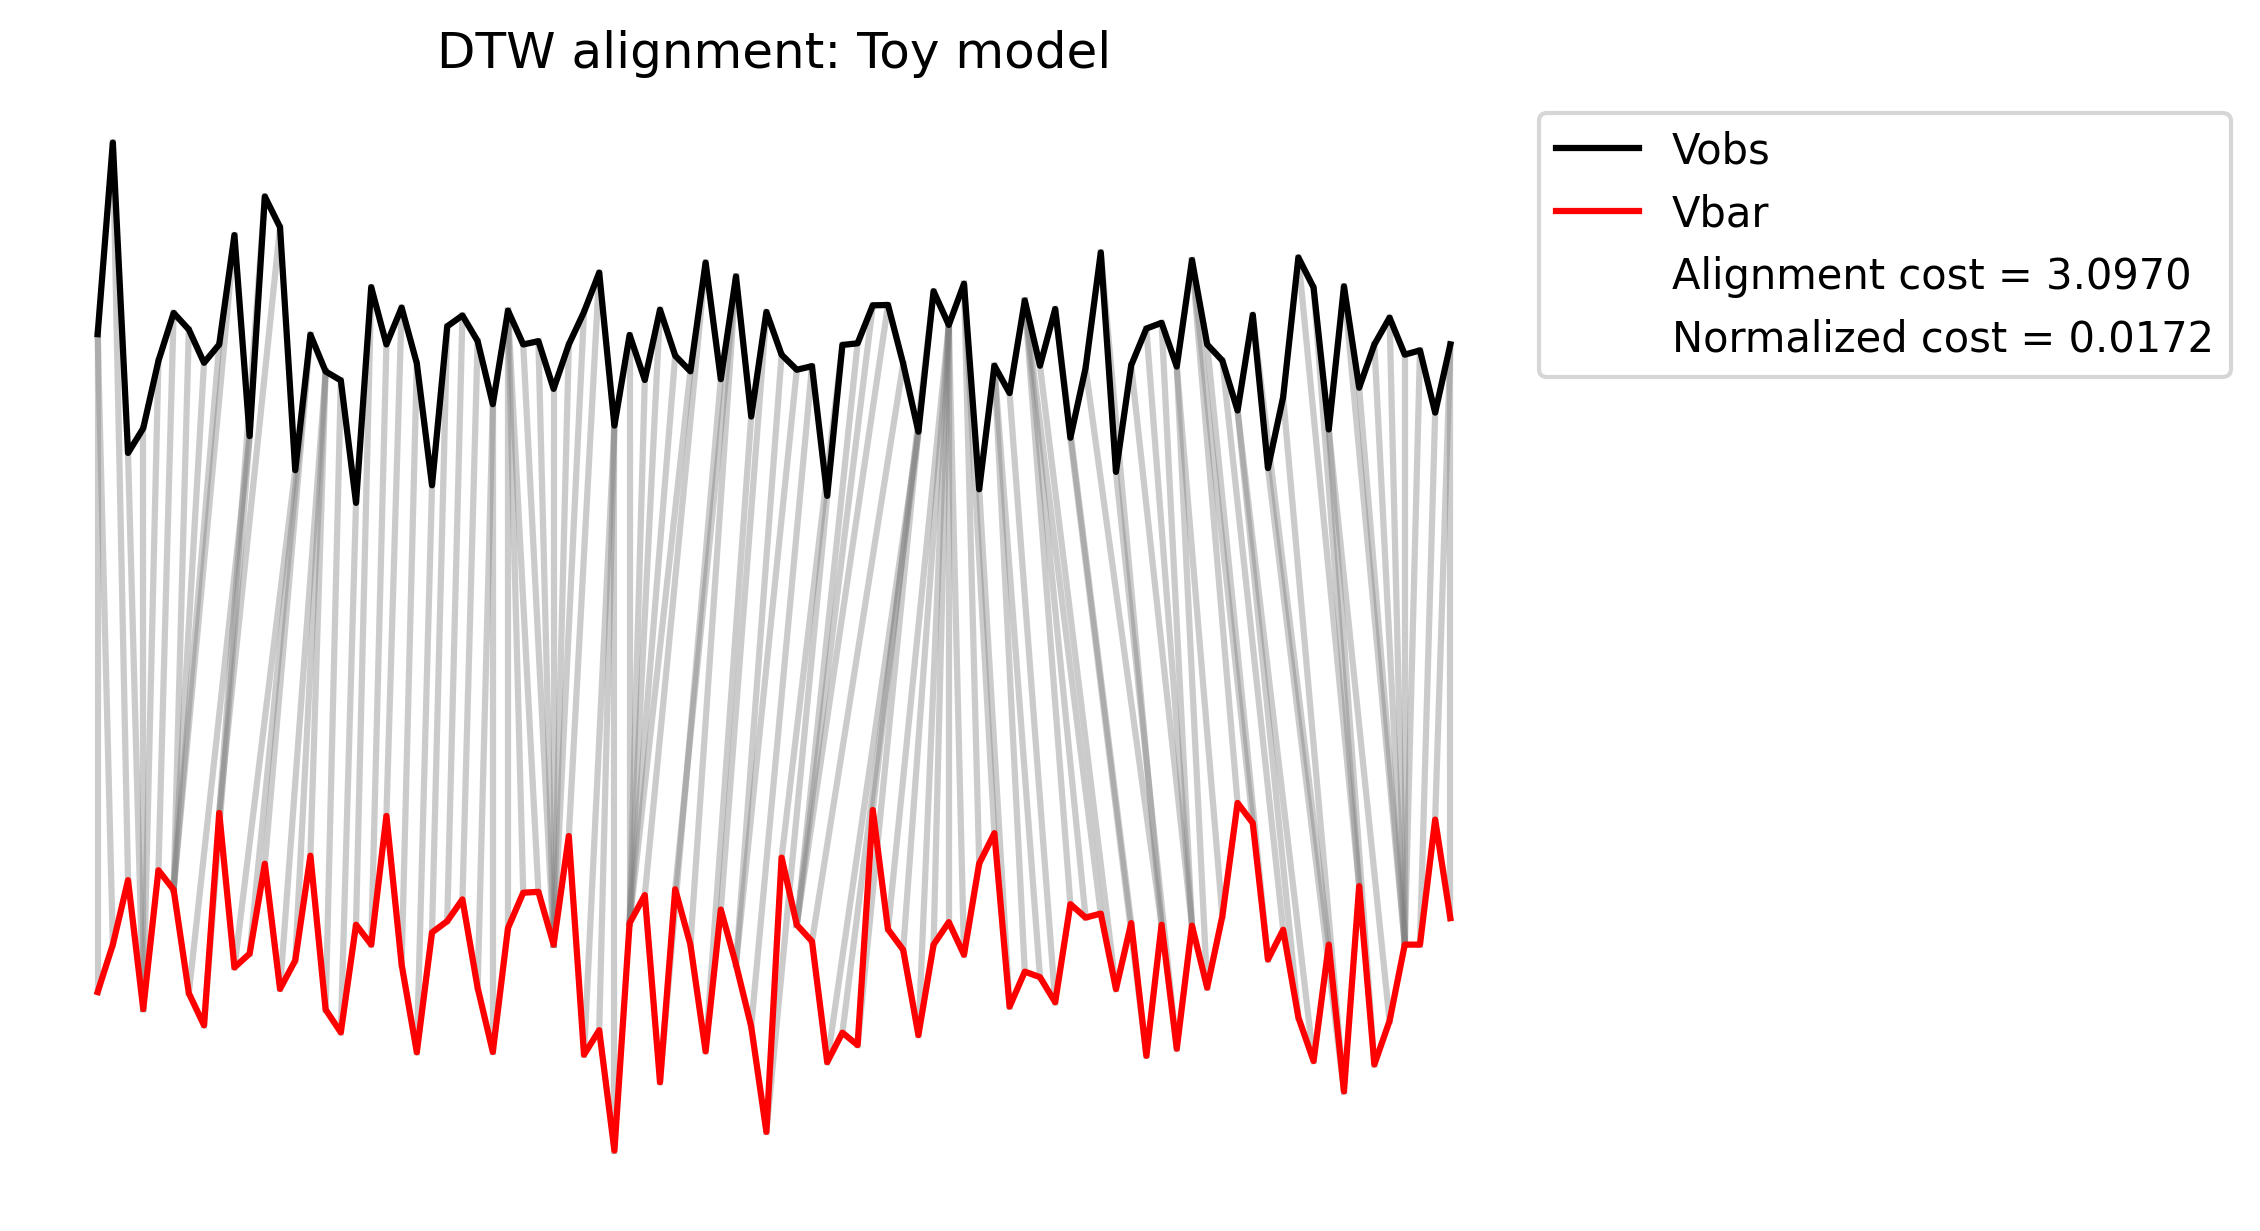 DTW alignment: Toy model
Vobs
Vbar
Alignment cost = 3.0970
Normalized cost = 0.0172